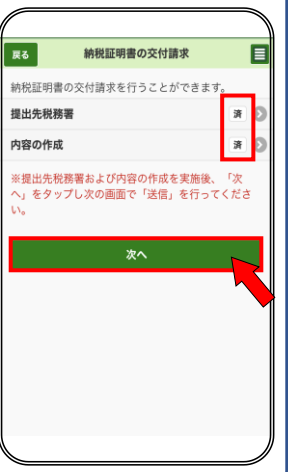 戻る 納税証明書の交付請求
納税証明書の交付請求を行うことができます。
提出先税務署 済
内容の作成 済
※提出先税務署および内容の作成を実施後、「次
へ」をタップし次の画面で「送信」を行ってくださ
い。
次へ